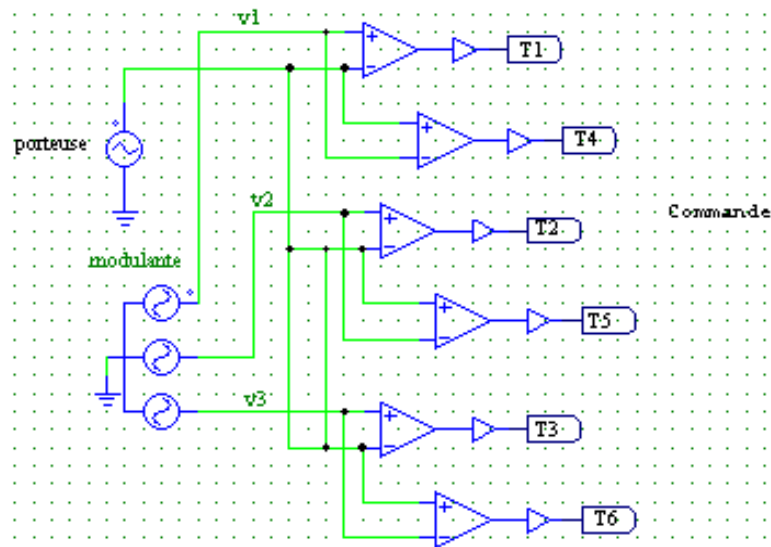 v1
T1
porteuse
T4
v2
T2
Commande
modulante
T5
v3
T3
T6